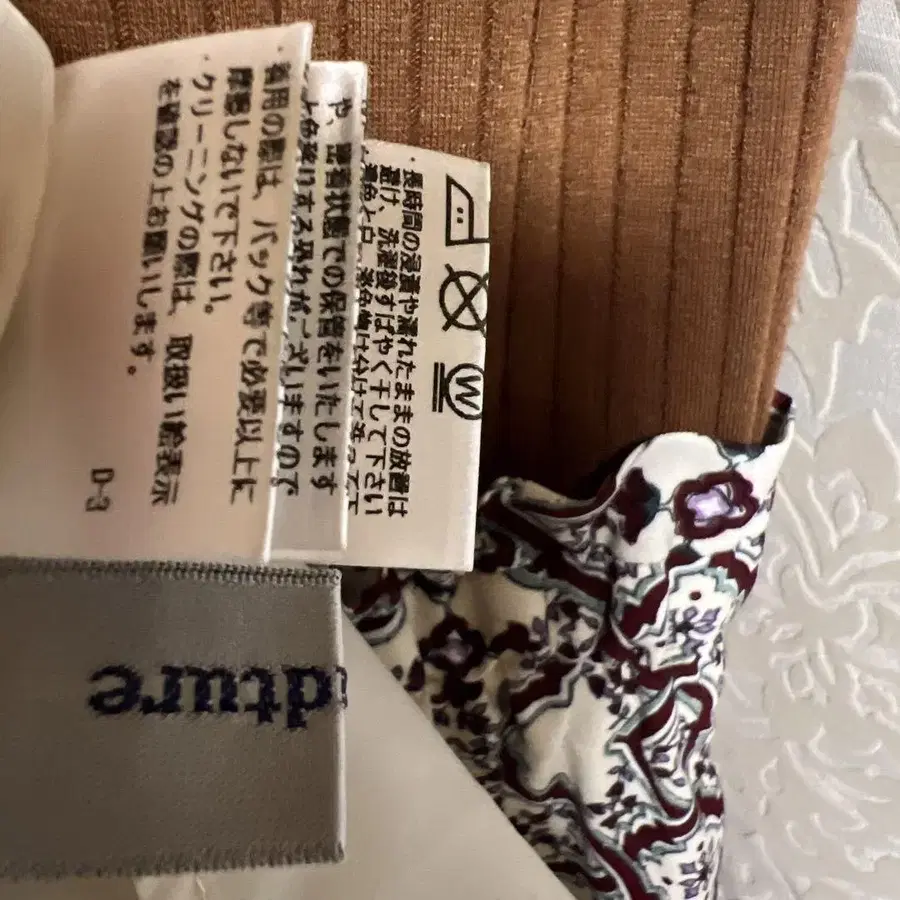 W
・長時間の浸漬や濡れたままの放置は
避け、洗濯後すばやく干して下さい
や、密着状態での保管をいたします
と色移りする恐れがございますので
・着用の際は、バック等で必要以上に
摩擦しないで下さい。
・クリーニングの際は、取扱い絵表示
を確認の上お願いします。
D-3
dture